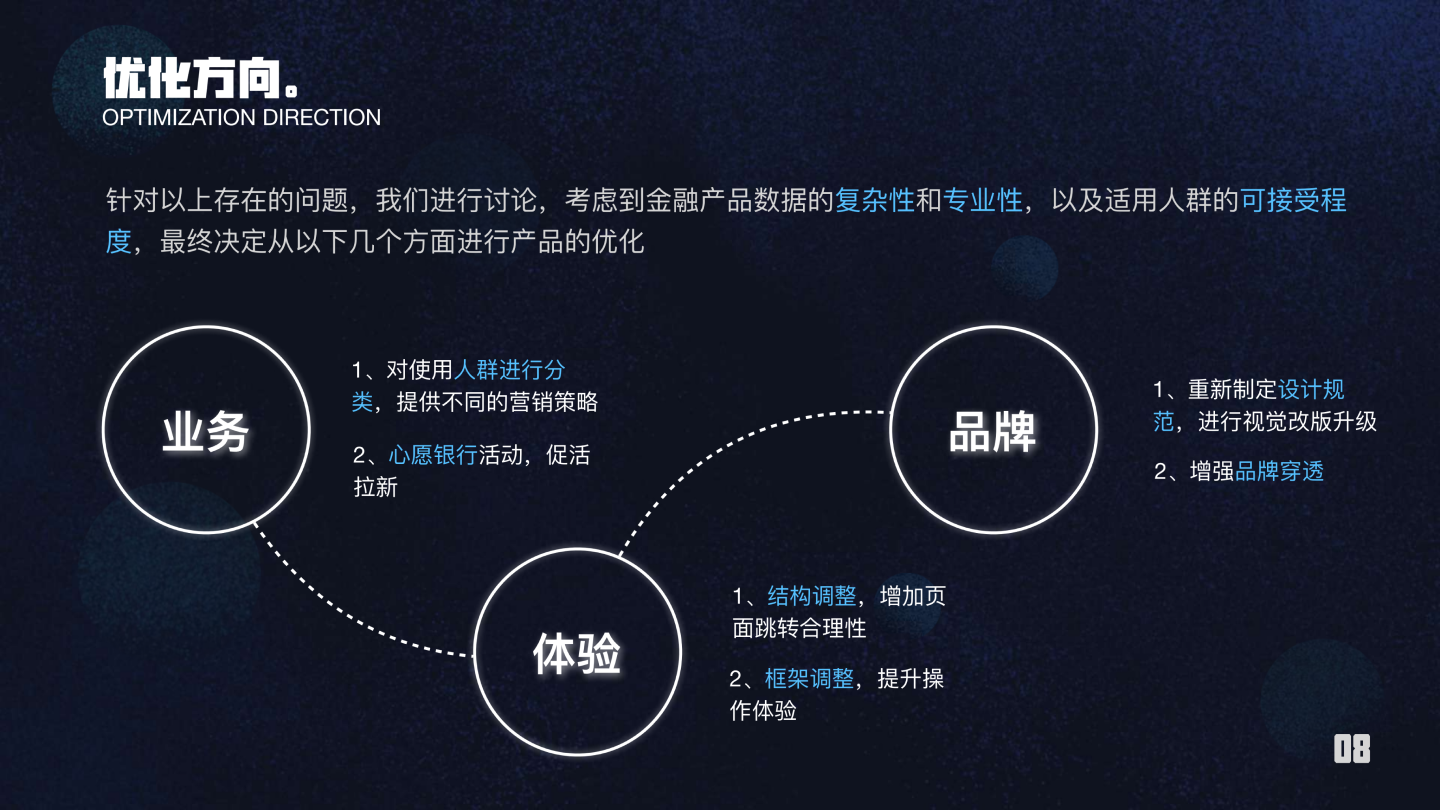 优化方向。
OPTIMIZATION DIRECTION
针对以上存在的问题，我们进行讨论，考虑到金融产品数据的复杂性和专业性，以及适用人群的可接受程
度，最终决定从以下几个方面进行产品的优化
业务
1、对使用人群进行分
类，提供不同的营销策略
2、心愿银行活动，促活
拉新
品牌
1、重新制定设计规
范，进行视觉改版升级
2、增强品牌穿透
体验
1、结构调整，增加页
面跳转合理性
2、框架调整，提升操
作体验
08